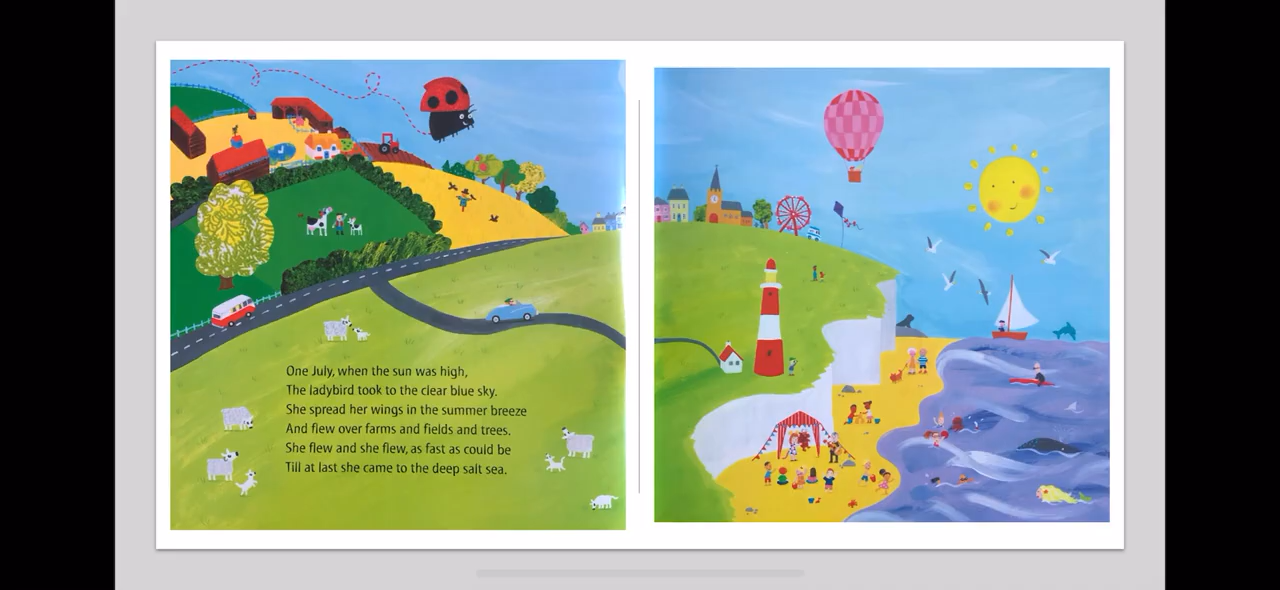 One July, when the sun was high,
The ladybird took to the clear blue sky.
She spread her wings in the summer breeze
And flew over farms and fields and trees.
She flew and she flew, as fast as could be
Till at last she came to the deep salt sea.